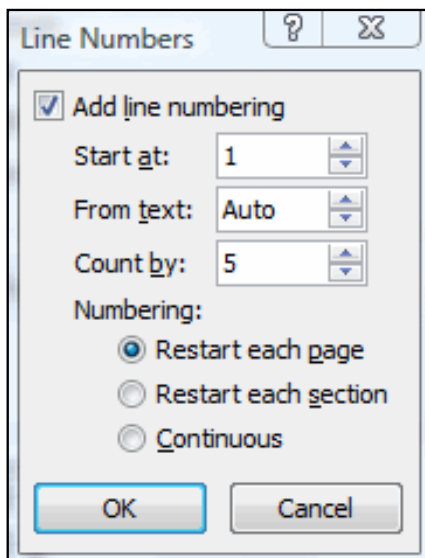 Line Numbers
Add line numbering
Start at: 1
From text: Auto
Count by: 5
Numbering:
Restart each page
Restart each section
Continuous
OK Cancel